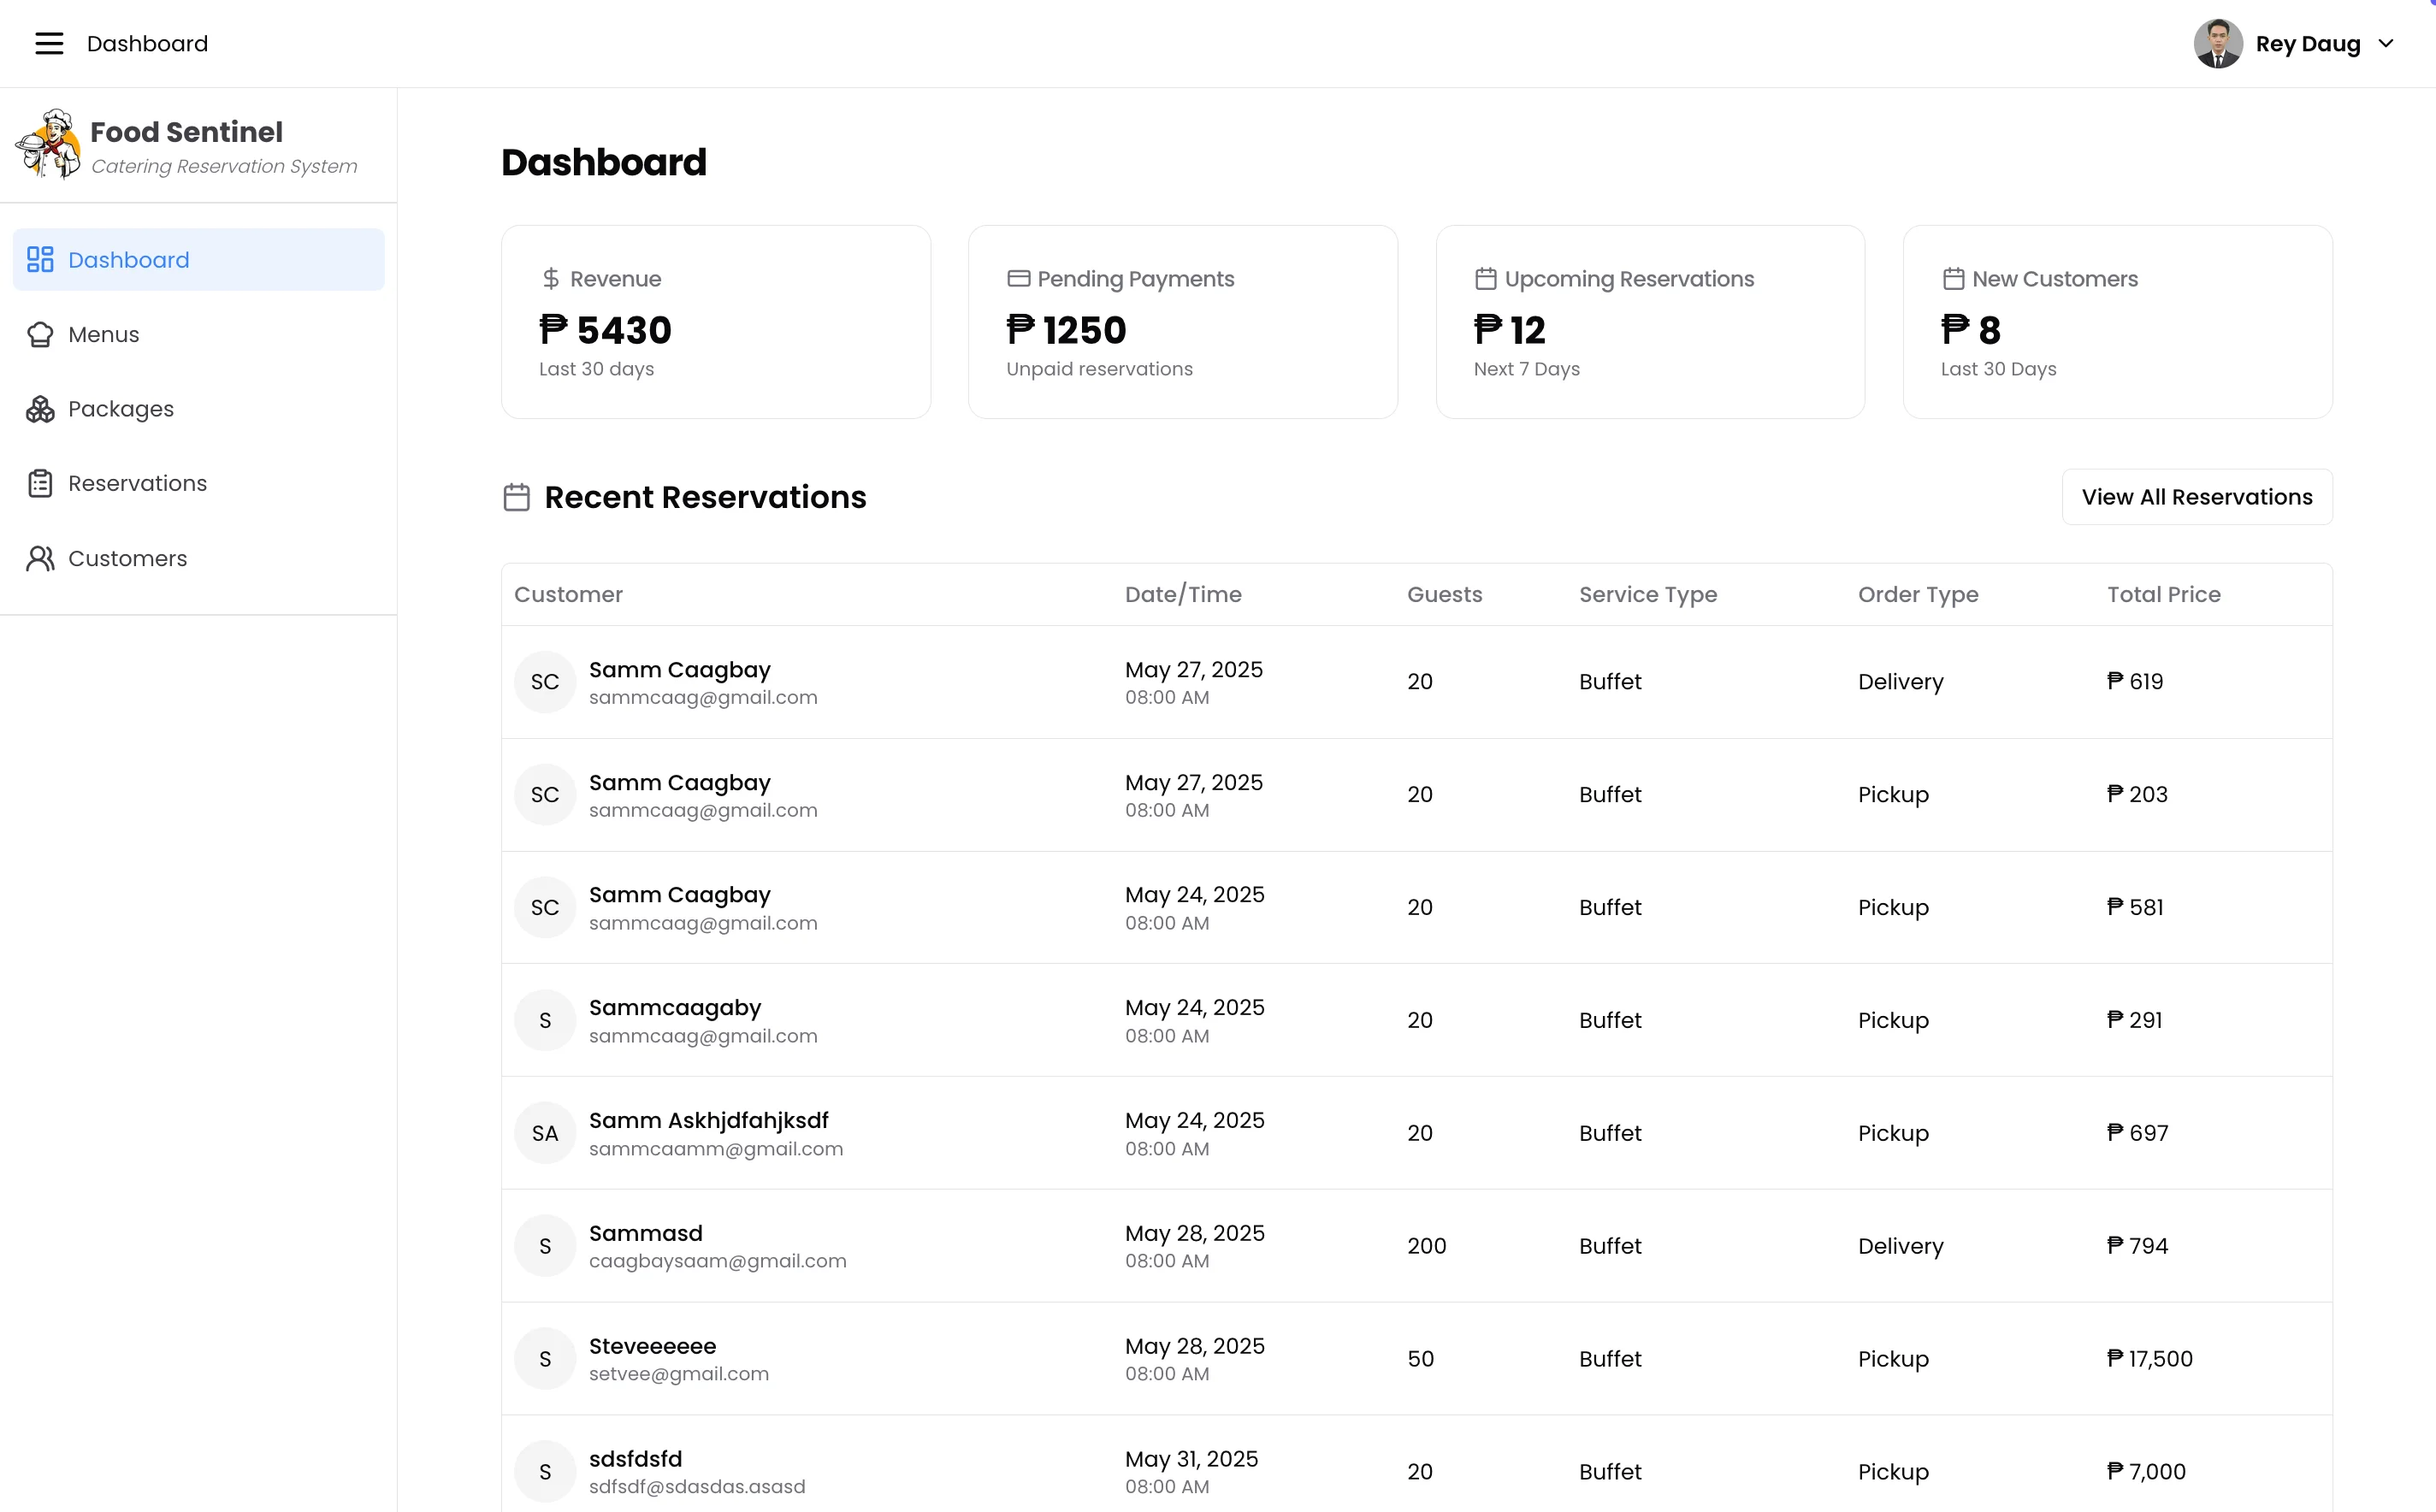 Dashboard
Rey Daug
Food Sentinel
Catering Reservation System
Dashboard
Menus
Packages
Reservations
Customers
Dashboard
Revenue
₱ 5430
Last 30 days
Pending Payments
₱ 1250
Unpaid reservations
Upcoming Reservations
₱ 12
Next 7 Days
New Customers
₱ 8
Last 30 Days
Recent Reservations
View All Reservations
Customer Date/Time Guests Service Type Order Type Total Price
SC Samm Caagbay May 27, 2025 20 Buffet Delivery ₱ 619
sammcaag@gmail.com 08:00 AM
SC Samm Caagbay May 27, 2025 20 Buffet Pickup ₱ 203
sammcaag@gmail.com 08:00 AM
SC Samm Caagbay May 24, 2025 20 Buffet Pickup ₱ 581
sammcaag@gmail.com 08:00 AM
S Sammcaagaby May 24, 2025 20 Buffet Pickup ₱ 291
sammcaag@gmail.com 08:00 AM
SA Samm Askhjdfahjksdf May 24, 2025 20 Buffet Pickup ₱ 697
sammcaamm@gmail.com 08:00 AM
S Sammasd May 28, 2025 200 Buffet Delivery ₱ 794
caagbaysaam@gmail.com 08:00 AM
S Steveeeeee May 28, 2025 50 Buffet Pickup ₱ 17,500
setvee@gmail.com 08:00 AM
S sdsfdsfd May 31, 2025 20 Buffet Pickup ₱ 7,000
sdfsdf@sdasdas.asasd 08:00 AM